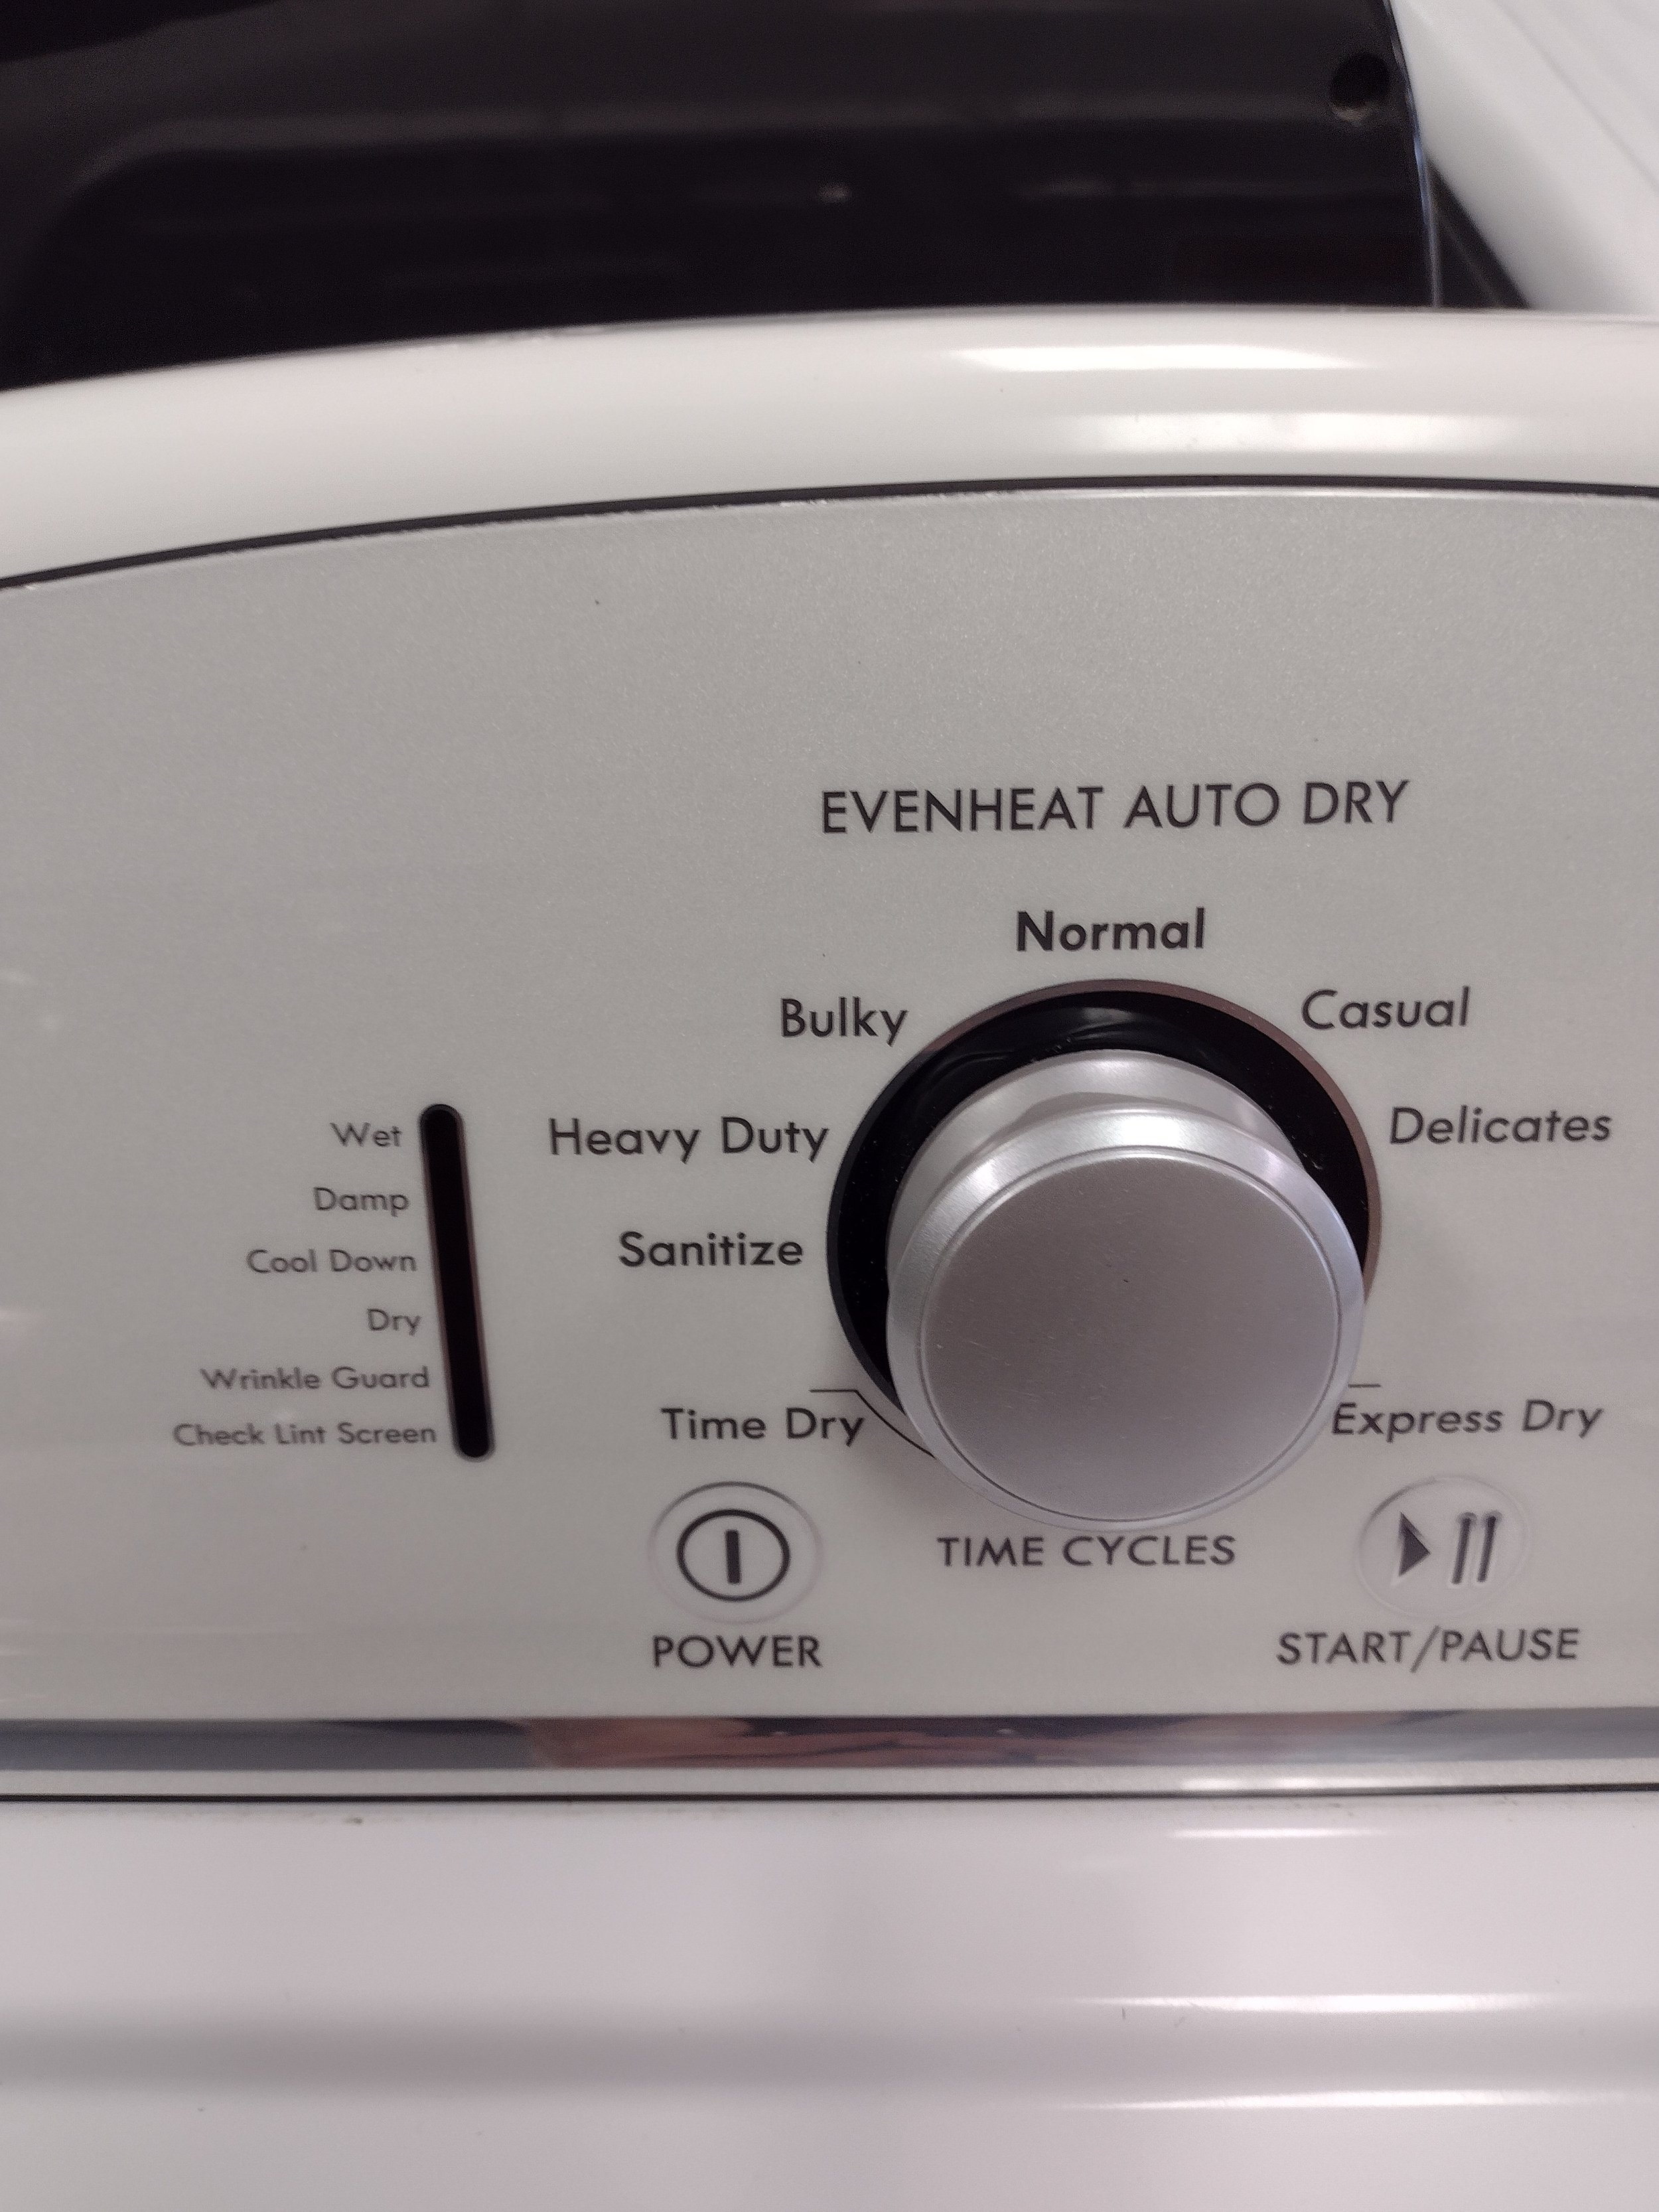 EVENHEAT AUTO DRY
Normal
Bulky
Casual
Heavy Duty
Delicates
Sanitize
Time Dry
Express Dry
TIME CYCLES
Wet
Damp
Cool Down
Dry
Wrinkle Guard
Check Lint Screen
POWER
START/PAUSE